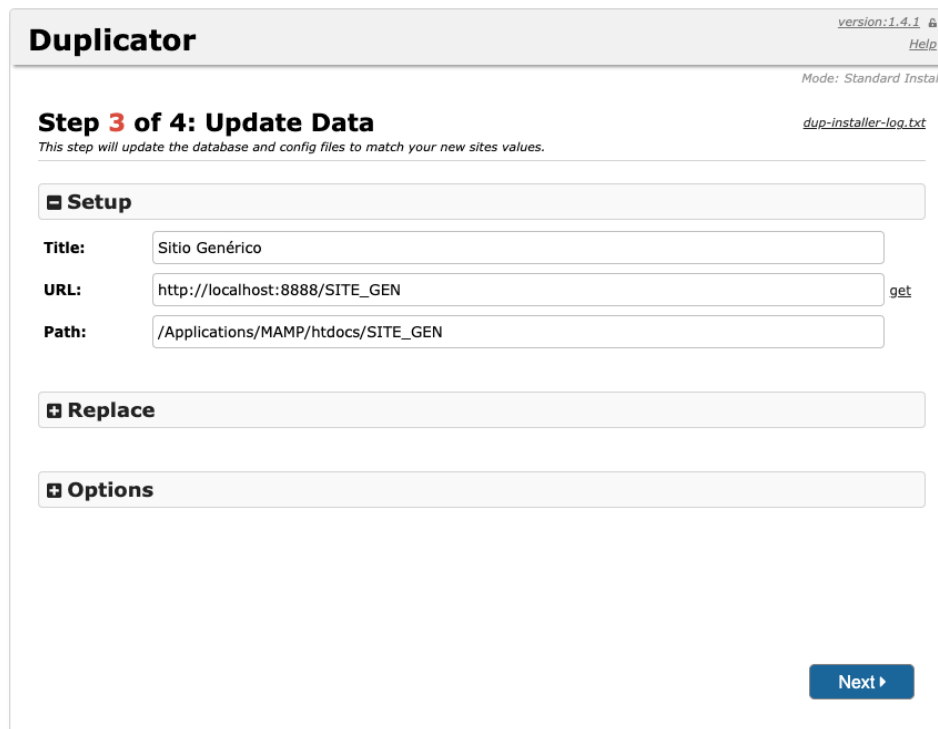 Duplicator
version:1.4.1
Help
Mode: Standard Instal
Step 3 of 4: Update Data
dup-installer-log.txt
This step will update the database and config files to match your new sites values.
Setup
Title: Sitio Genérico
URL: http://localhost:8888/SITE_GEN get
Path: /Applications/MAMP/htdocs/SITE_GEN
Replace
Options
Next